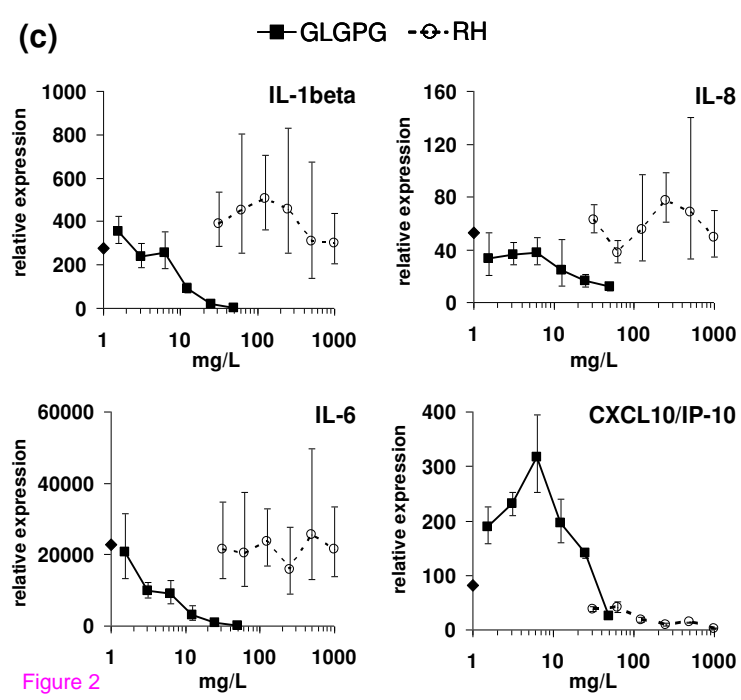 (c)
GLGPG RH
IL-1beta
relative expression
1000
800
600
400
200
0
1 10 100 1000
mg/L
IL-8
relative expression
160
120
80
40
0
1 10 100 1000
mg/L
IL-6
relative expression
60000
40000
20000
0
1 10 100 1000
mg/L
CXCL10/IP-10
relative expression
400
300
200
100
0
1 10 100 1000
mg/L
Figure 2